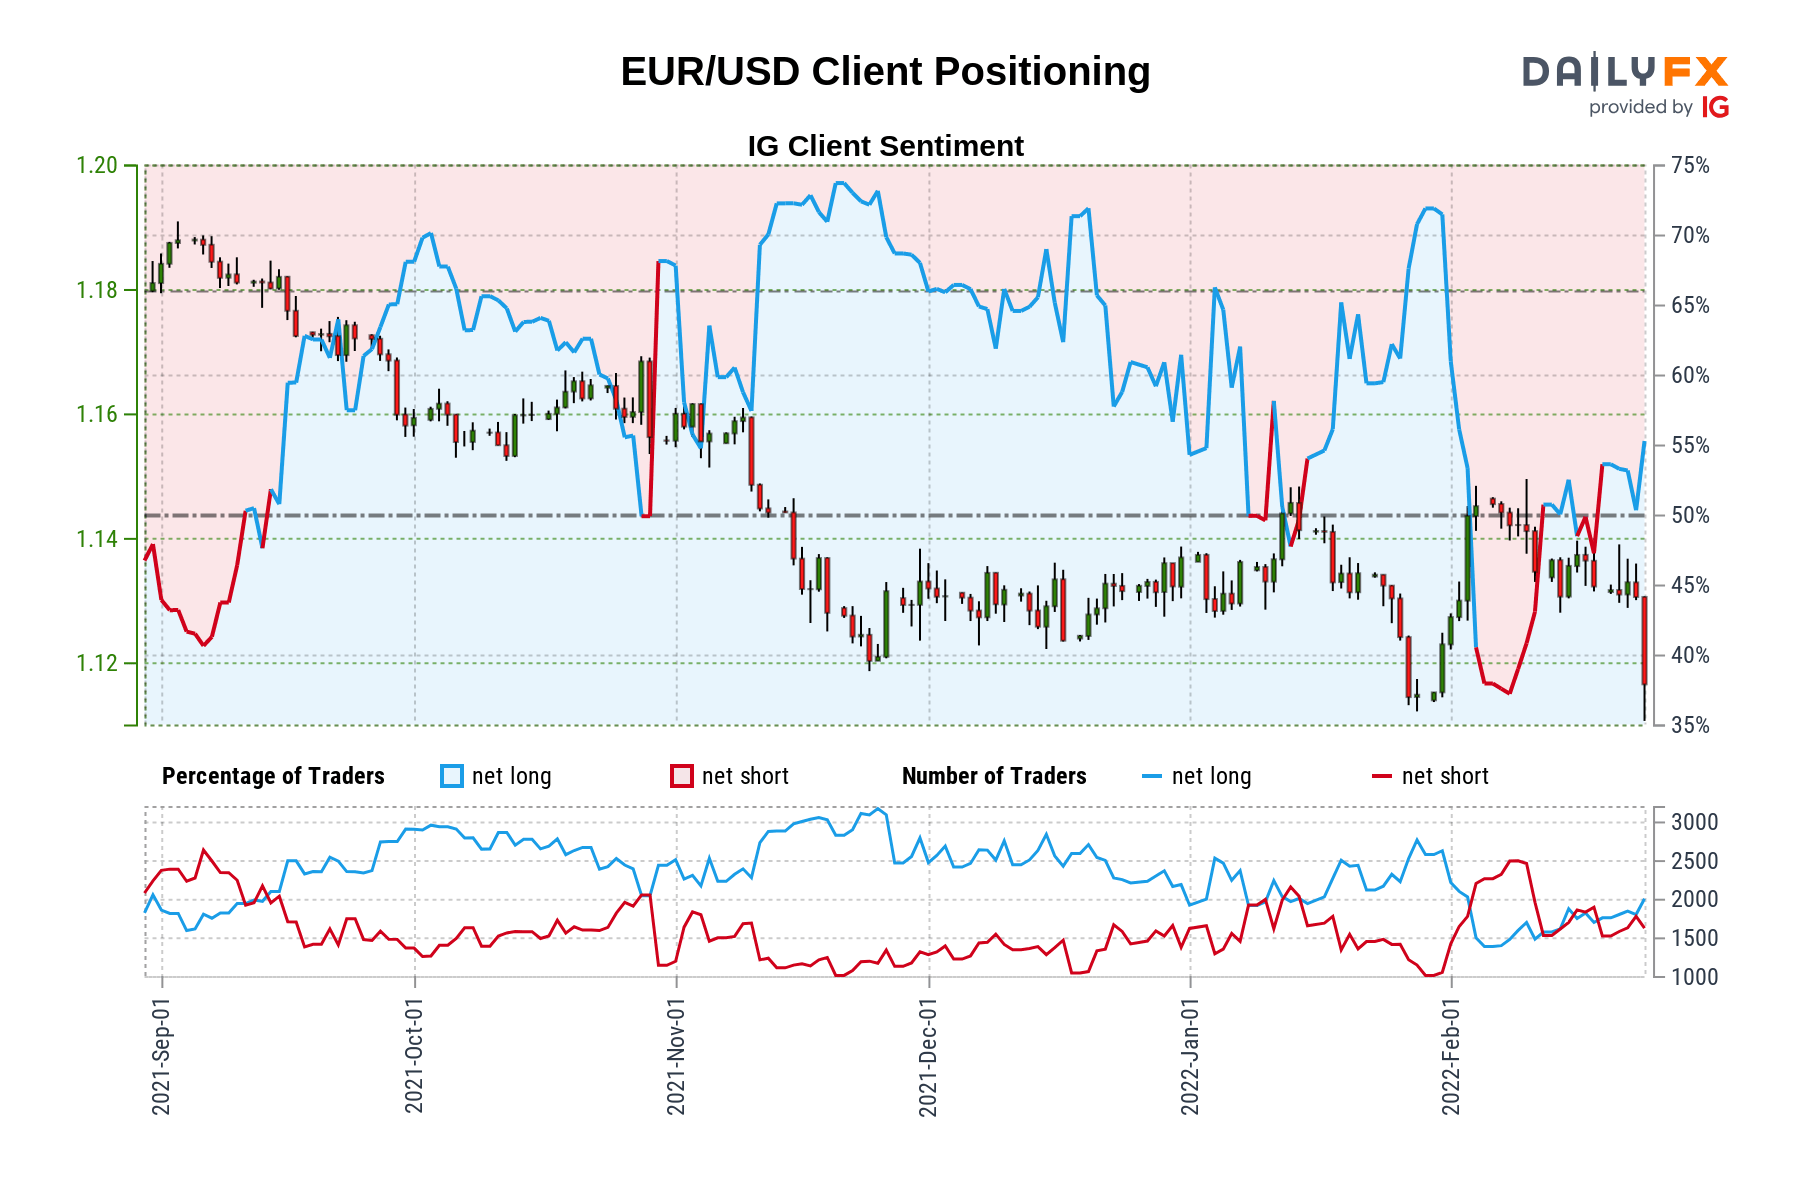 EUR/USD Client Positioning
DAILYFX
provided by IG
IG Client Sentiment
1.20
1.18
1.16
1.14
1.12
75%
70%
65%
60%
55%
50%
45%
40%
35%
Percentage of Traders net long net short Number of Traders net long net short
3000
2500
2000
1500
1000
2021-Sep-01
2021-Oct-01
2021-Nov-01
2021-Dec-01
2022-Jan-01
2022-Feb-01